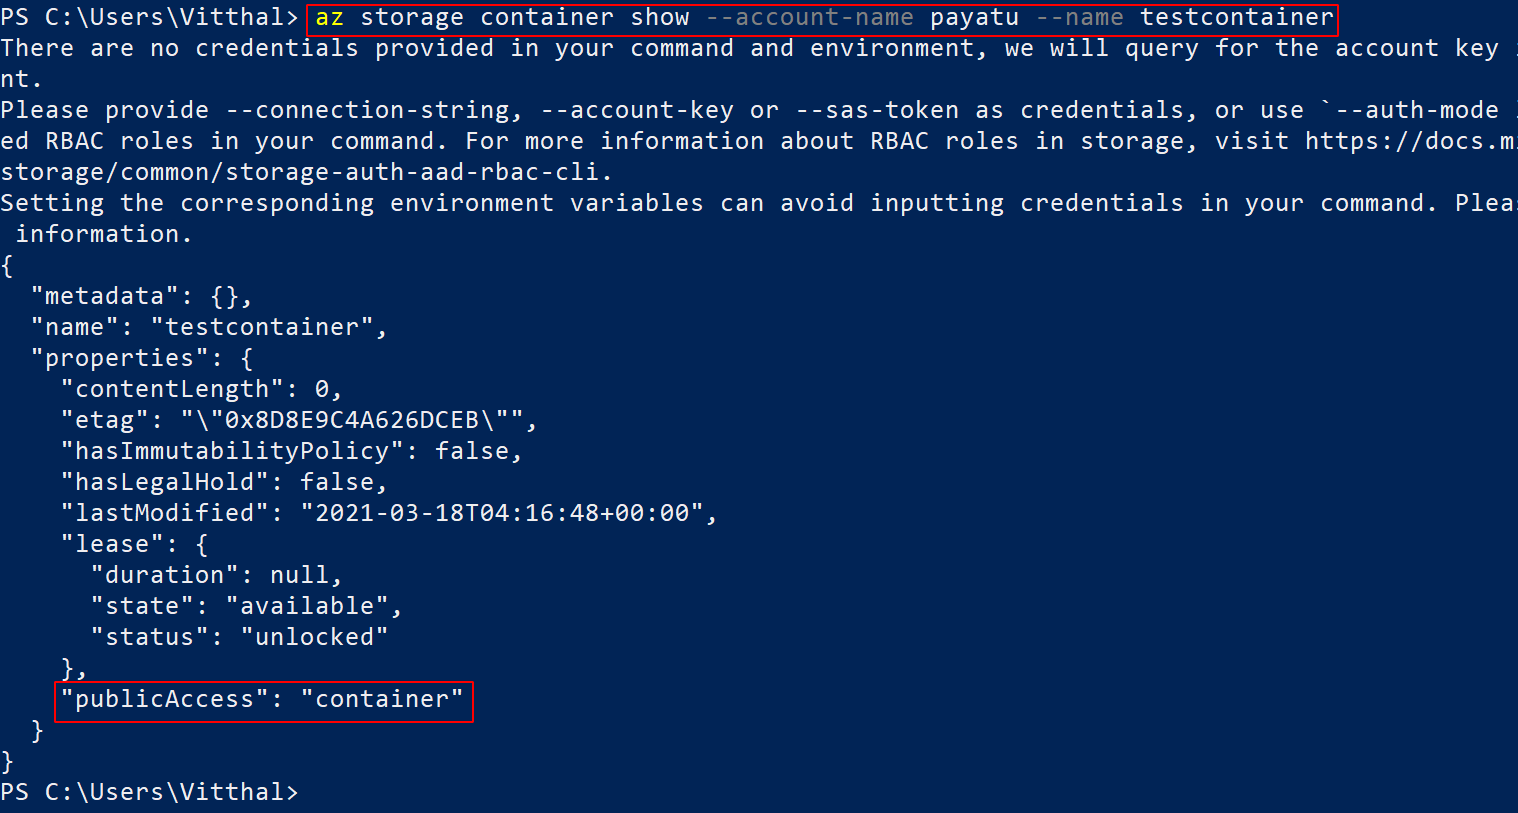 PS C:\Users\Vitthal> az storage container show --account-name payatu --name testcontainer
There are no credentials provided in your command and environment, we will query for the account key
nt.
Please provide --connection-string, --account-key or --sas-token as credentials, or use `--auth-mode
ed RBAC roles in your command. For more information about RBAC roles in storage, visit https://docs.m
storage/common/storage-auth-aad-rbac-cli.
Setting the corresponding environment variables can avoid inputting credentials in your command. Plea
 information.
{
  "metadata": {},
  "name": "testcontainer",
  "properties": {
    "contentLength": 0,
    "etag": "\"0x8D8E9C4A626DCEB\"",
    "hasImmutabilityPolicy": false,
    "hasLegalHold": false,
    "lastModified": "2021-03-18T04:16:48+00:00",
    "lease": {
      "duration": null,
      "state": "available",
      "status": "unlocked"
    },
    "publicAccess": "container"
  }
}
PS C:\Users\Vitthal>